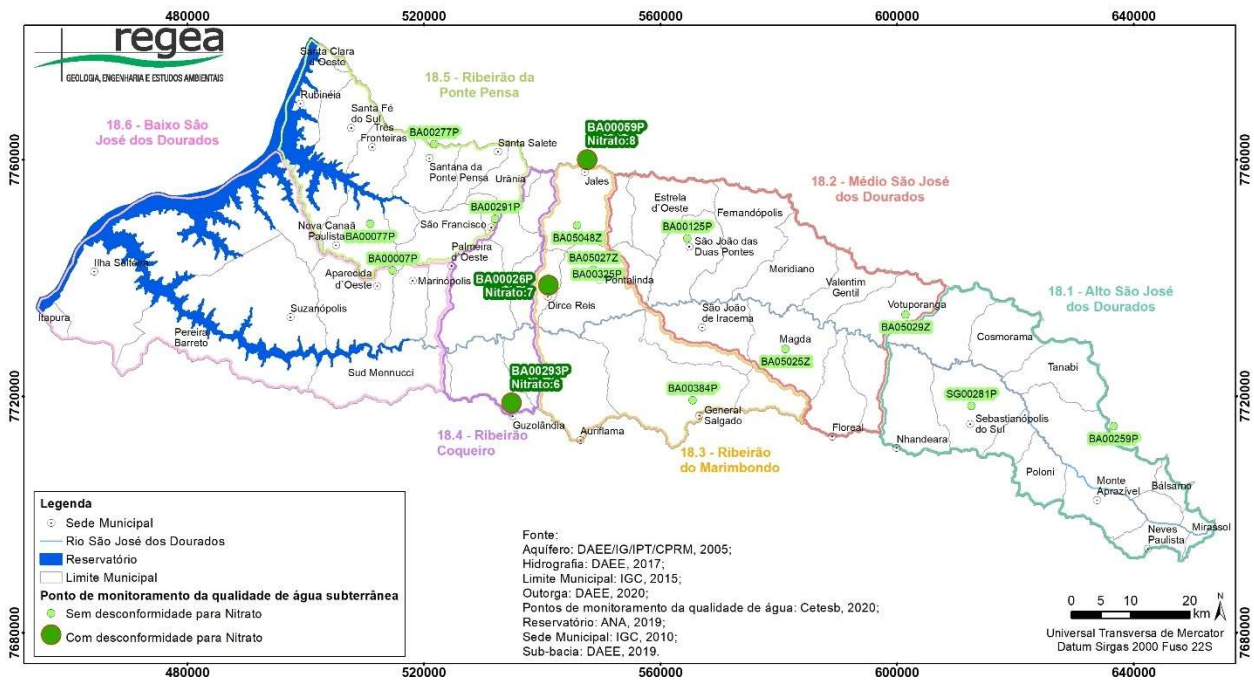 480000
520000
560000
600000
640000
regea
GEOLOGIA, ENGENHARIA E ESTUDOS AMBIENTAIS
7760000
7720000
7680000
7760000
7720000
7680000
18.6 - Baixo São
José dos Dourados
18.5 - Ribeirão da
Ponte Pensa
18.2 - Médio São José
dos Dourados
18.1 - Alto São José
dos Dourados
18.4 - Ribeirão
Coqueiro
18.3 - Ribeirão
do Marimbondo
Santa Clara
d'Oeste
Rubinéia
Santa Fé
do Sul
Três
Fronteiras
BA00277P
Santa Salete
Santana da
Ponte Pensa
Urânia
BA00059P
Nitrato:8
Jales
BA00291P
São Francisco
Nova Canaã
Paulista
BA00077P
BA00007P
Palmeira
d'Oeste
Aparecida
d'Oeste
Marinópolis
Ilha Solteira
Suzanópolis
Itapura
Pereira
Barreto
Sud Mennucci
BA05048Z
BA05027Z
BA00325P
Pontalinda
BA00026P
Nitrato:7
Dirce Reis
Estrela
d'Oeste
Fernandópolis
BA00125P
São João das
Duas Pontes
Meridiano
Valentim
Gentil
Votuporanga
BA05029Z
São João
de Iracema
Magda
BA05025Z
BA00293P
Nitrato:6
Guzolândia
Auriflama
BA00384P
General
Salgado
Floreal
Nhandeara
Cosmorama
Tanabi
SG00281P
Sebastianópolis
do Sul
BA00259P
Poloni
Monte
Aprazível
Bálsamo
Neves
Paulista
Mirassol
Legenda
Sede Municipal
Rio São José dos Dourados
Reservatório
Limite Municipal
Ponto de monitoramento da qualidade de água subterrânea
Sem desconformidade para Nitrato
Com desconformidade para Nitrato
Fonte:
Aquífero: DAEE/IG/IPT/CPRM, 2005;
Hidrografia: DAEE, 2017;
Limite Municipal: IGC, 2015;
Outorga: DAEE, 2020;
Pontos de monitoramento da qualidade de água: Cetesb, 2020;
Reservatório: ANA, 2019;
Sede Municipal: IGC, 2010;
Sub-bacia: DAEE, 2019.
0 5 10 20
km
N
Universal Transversa de Mercator
Datum Sirgas 2000 Fuso 22S
480000
520000
560000
600000
640000